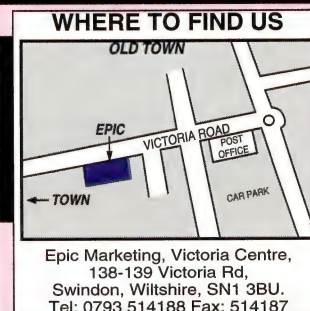 WHERE TO FIND US
OLD TOWN
EPIC
VICTORIA ROAD
POST
OFFICE
CAR PARK
← TOWN
Epic Marketing, Victoria Centre,
138-139 Victoria Rd,
Swindon, Wiltshire, SN1 3BU.
Tel: 0793 514188 Fax: 514187